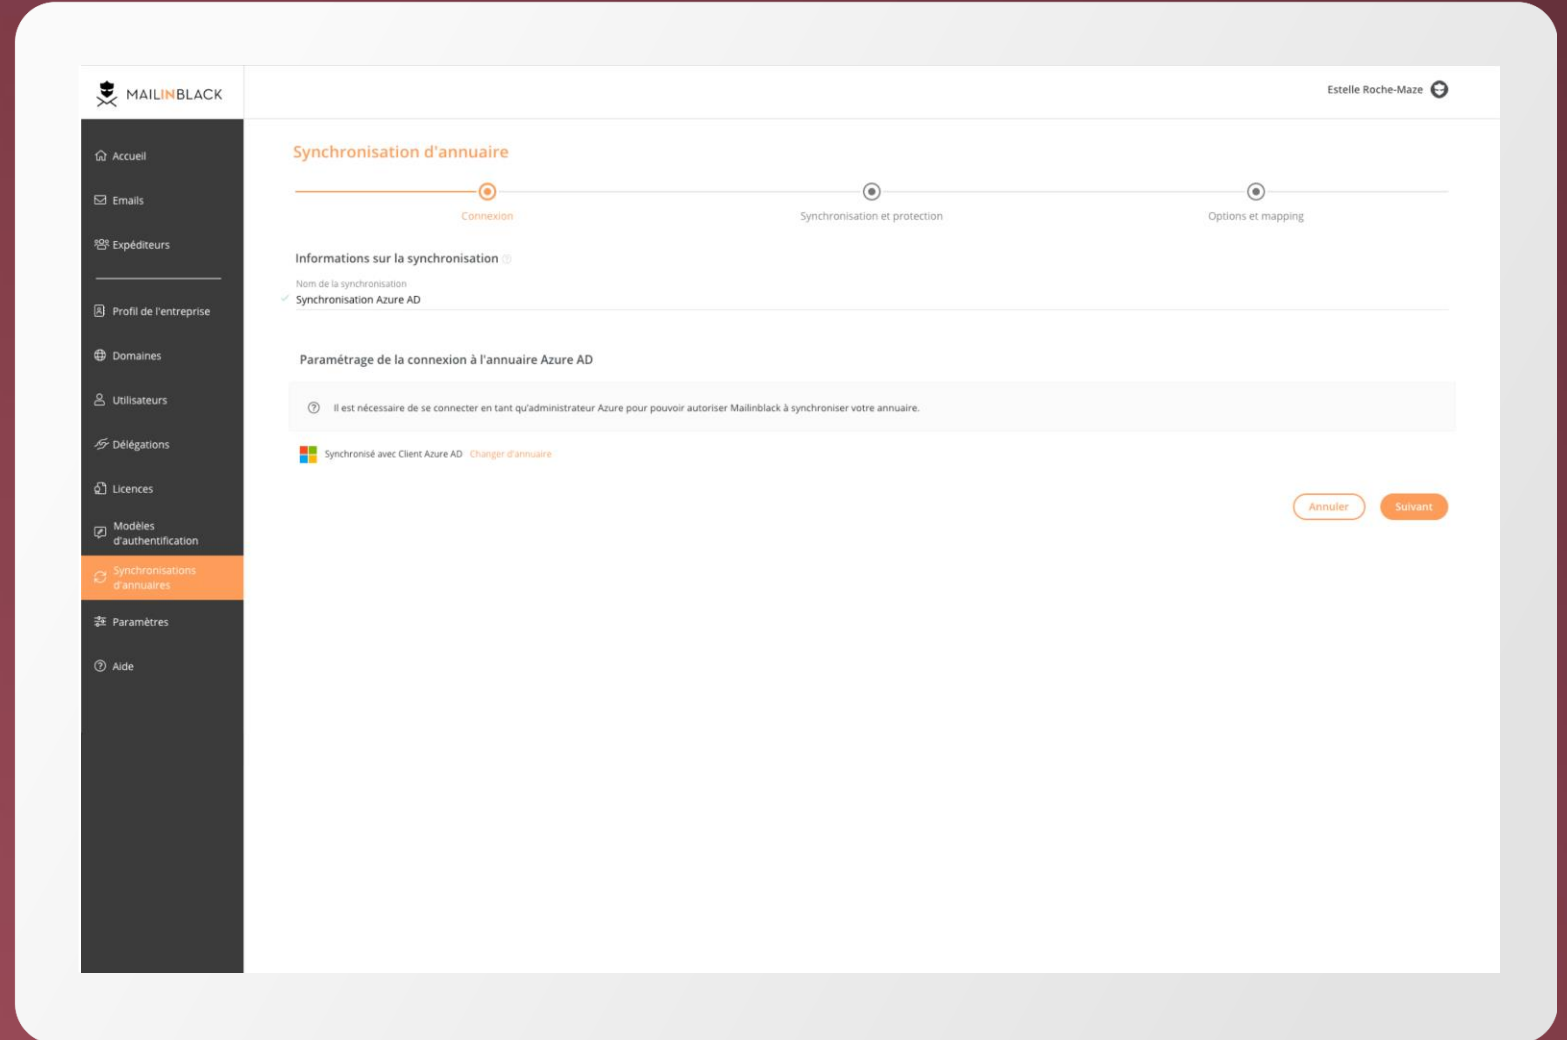 MAILINBLACK
Estelle Roche-Maze
Accueil
Emails
Expéditeurs
Profil de l'entreprise
Domaines
Utilisateurs
Délégations
Licences
Modèles
d'authentification
Synchronisations
d'annuaires
Paramètres
Aide
Synchronisation d'annuaire
Connexion
Synchronisation et protection
Options et mapping
Informations sur la synchronisation
Nom de la synchronisation
Synchronisation Azure AD
Paramétrage de la connexion à l'annuaire Azure AD
Il est nécessaire de se connecter en tant qu'administrateur Azure pour pouvoir autoriser Mailinblack à synchroniser votre annuaire.
Synchronisé avec Client Azure AD Changer d'annuaire
Annuler
Suivant